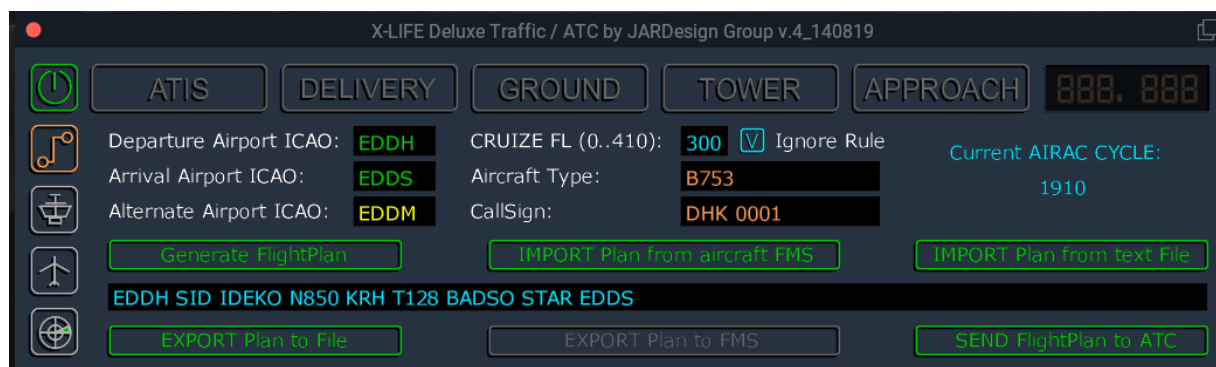 X-LIFE Deluxe Traffic / ATC by JARDesign Group v.4_140819
ATIS DELIVERY GROUND TOWER APPROACH 888. 888
Departure Airport ICAO: EDDH CRUIZE FL (0..410): 300 V Ignore Rule
Current AIRAC CYCLE:
Arrival Airport ICAO: EDDS Aircraft Type: B753
1910
Alternate Airport ICAO: EDDM CallSign: DHK 0001
Generate FlightPlan IMPORT Plan from aircraft FMS IMPORT Plan from text File
EDDH SID IDEKO N850 KRH T128 BADSO STAR EDDS
EXPORT Plan to File EXPORT Plan to FMS SEND FlightPlan to ATC